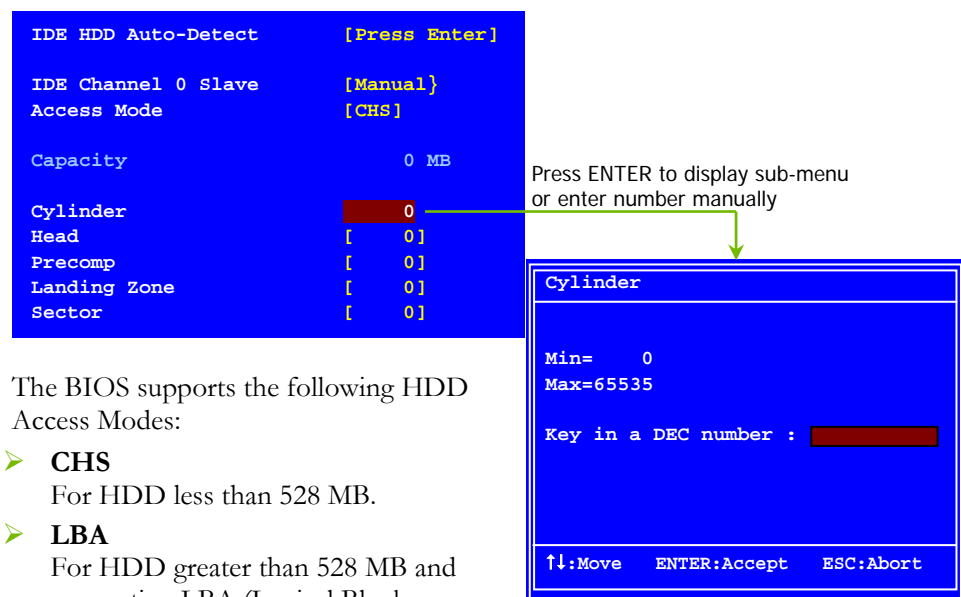 IDE HDD Auto-Detect [Press Enter]
IDE Channel 0 Slave [Manual}
Access Mode [CHS]
Capacity 0 MB
Cylinder 0
Head [ 0]
Precomp [ 0]
Landing Zone [ 0]
Sector [ 0]
Press ENTER to display sub-menu
or enter number manually
Cylinder
Min= 0
Max=65535
Key in a DEC number :
↑↓:Move ENTER:Accept ESC:Abort
The BIOS supports the following HDD
Access Modes:
➢ CHS
For HDD less than 528 MB.
➢ LBA
For HDD greater than 528 MB and
LBA (Logical Block